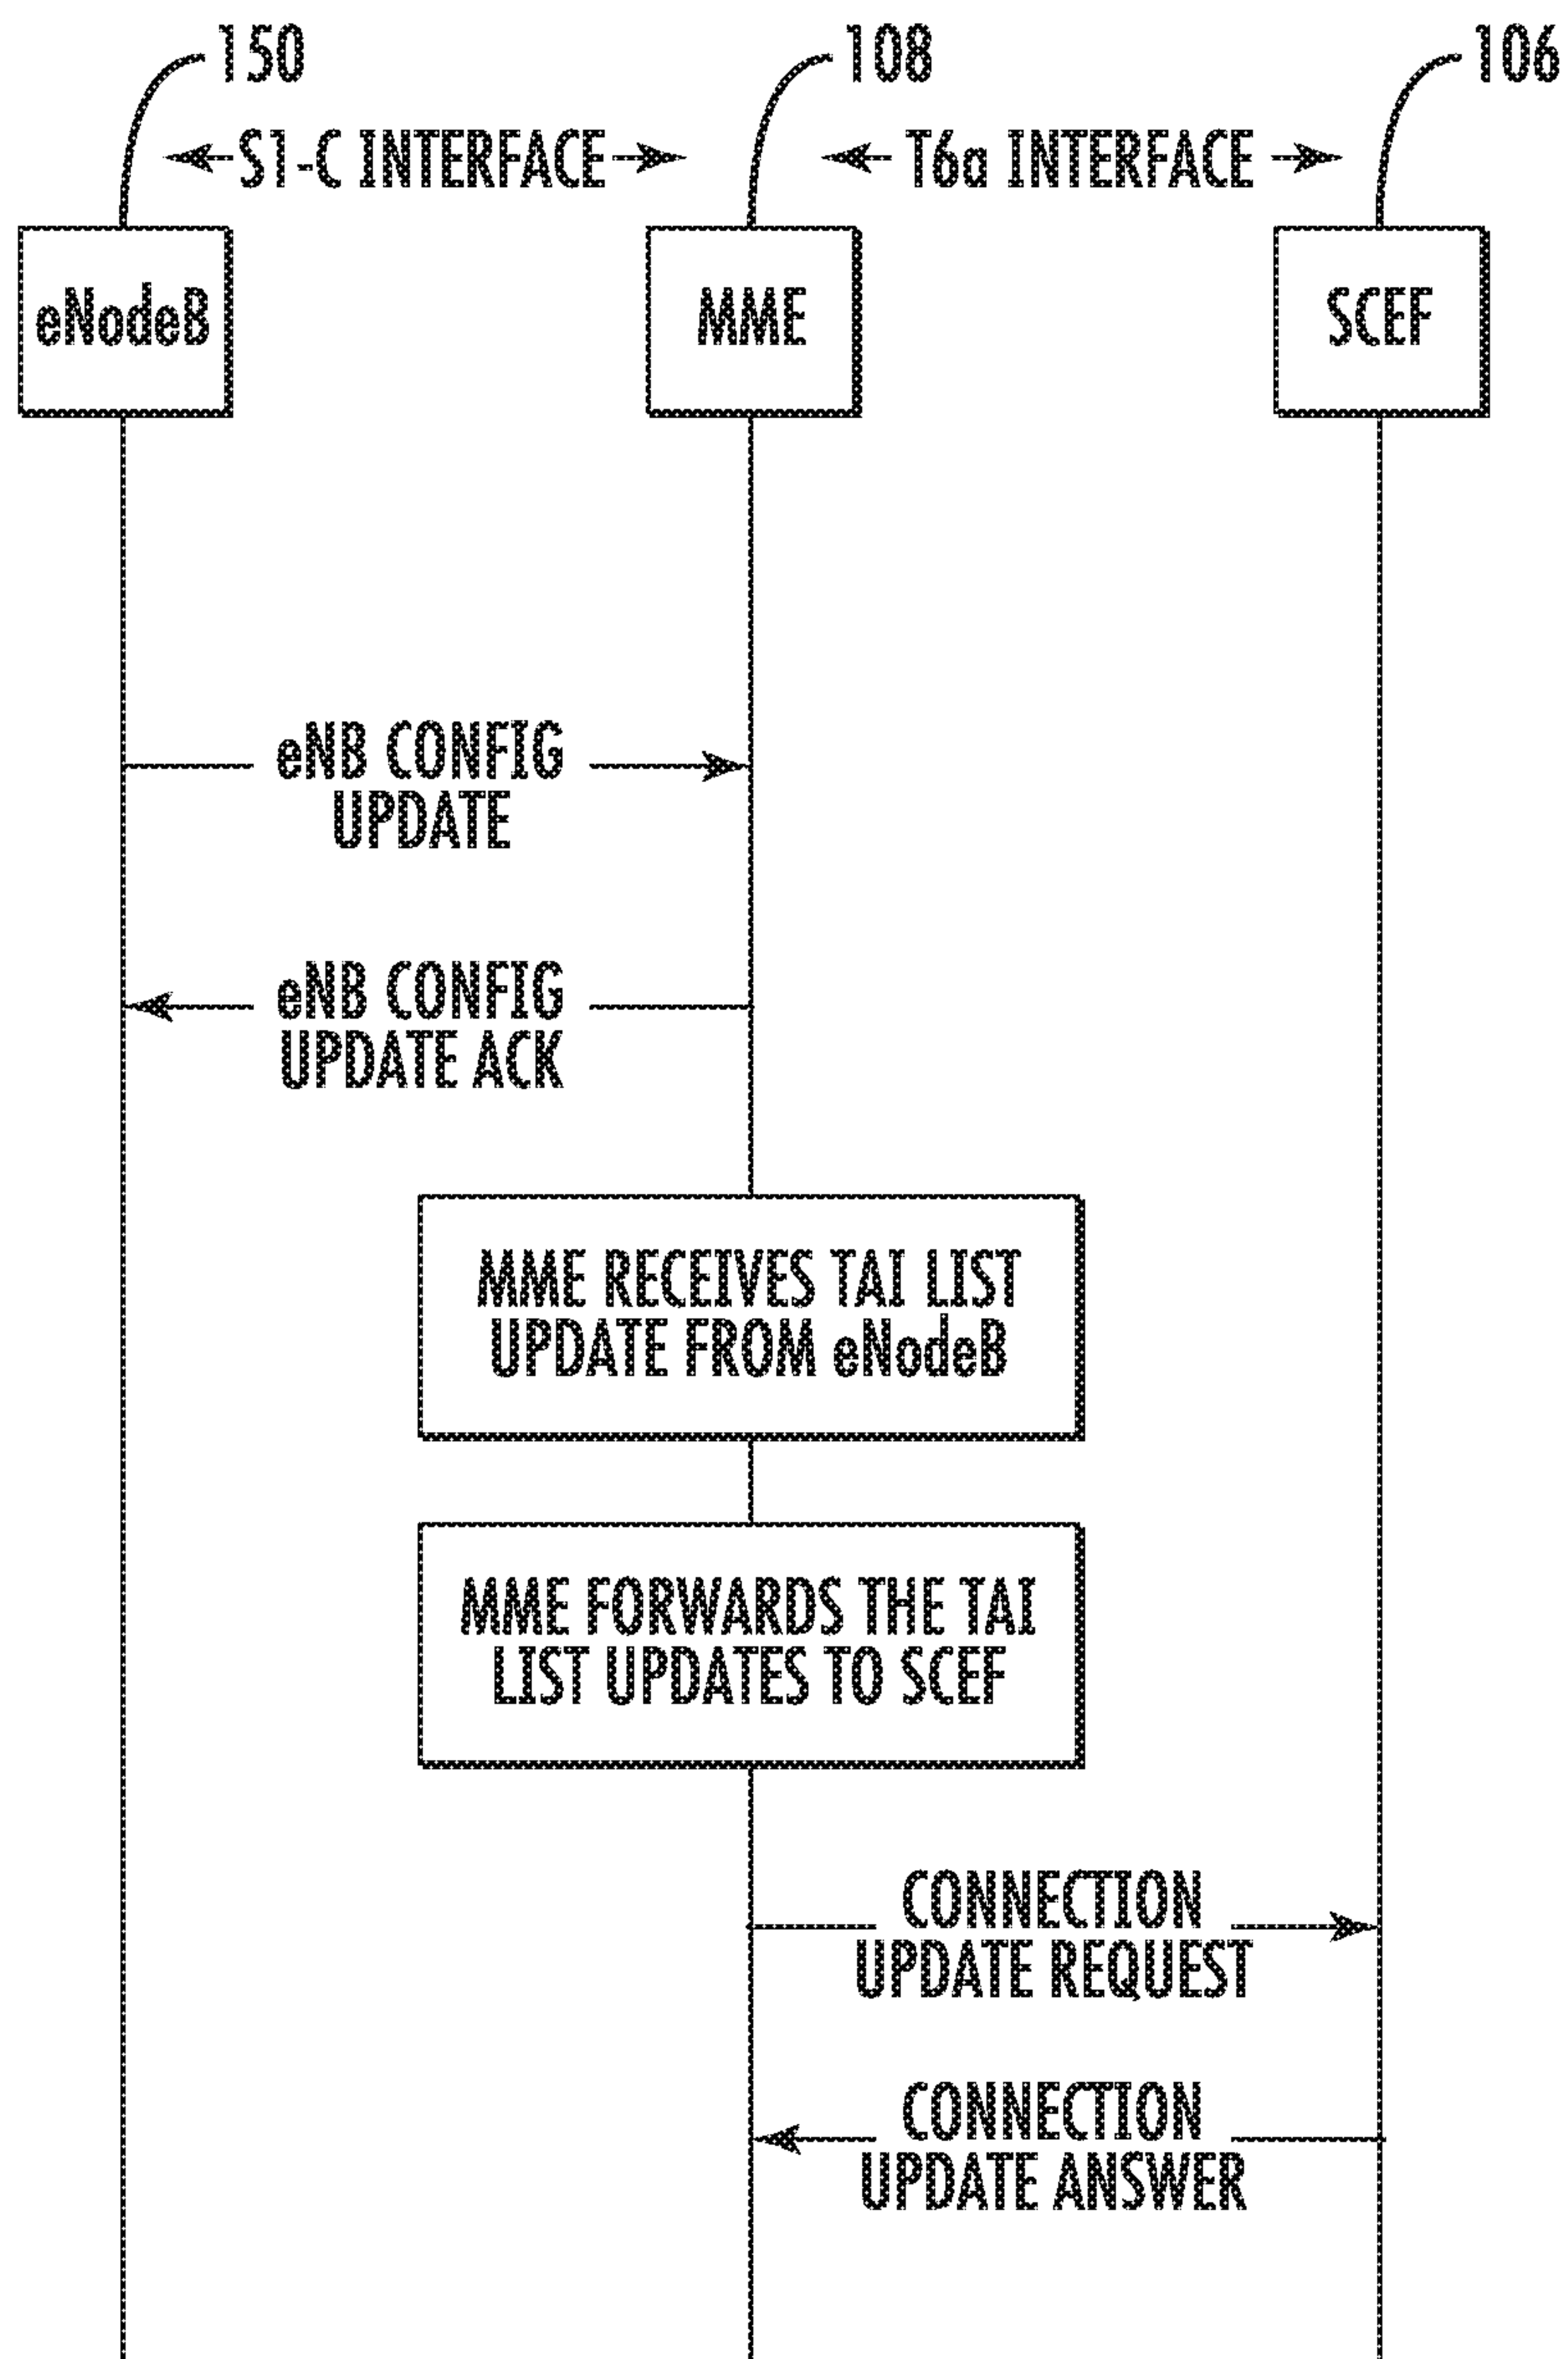 150
108
106
S1-C INTERFACE
T6a INTERFACE
eNodeB
MME
SCEF
eNB CONFIG
UPDATE
eNB CONFIG
UPDATE ACK
MME RECEIVES TAI LIST
UPDATE FROM eNodeB
MME FORWARDS THE TAI
LIST UPDATES TO SCEF
CONNECTION
UPDATE REQUEST
CONNECTION
UPDATE ANSWER